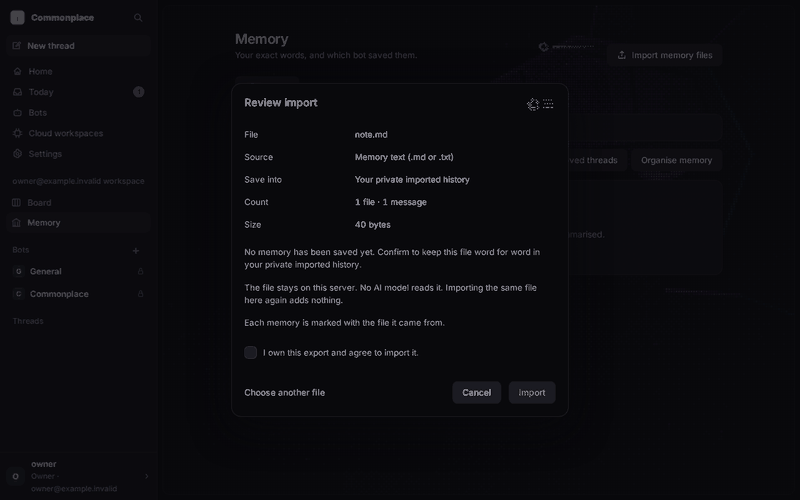 Commonplace
New thread
Home
Today
Bots
Cloud workspaces
Settings
owner@example.invalid workspace
Board
Memory
Bots
G General
C Commonplace
Threads
owner
Owner ·
owner@example.invalid
Memory
Your exact words, and which bot saved them.
Import memory files
ved threads
Organise memory
marised.
Review import
File note.md
Source Memory text (.md or .txt)
Save into Your private imported history
Count 1 file · 1 message
Size 40 bytes
No memory has been saved yet. Confirm to keep this file word for word in
your private imported history.
The file stays on this server. No AI model reads it. Importing the same file
here again adds nothing.
Each memory is marked with the file it came from.
I own this export and agree to import it.
Choose another file
Cancel
Import